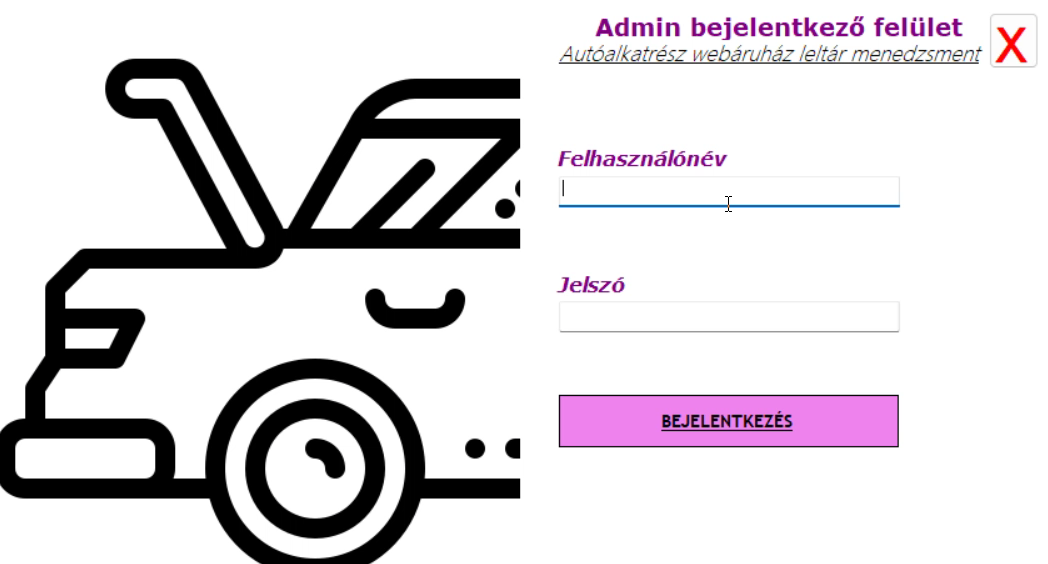 Admin bejelentkező felület
Autóalkatrész webáruház leltár menedzsment
X
Felhasználónév
Jelszó
BEJELENTKEZÉS